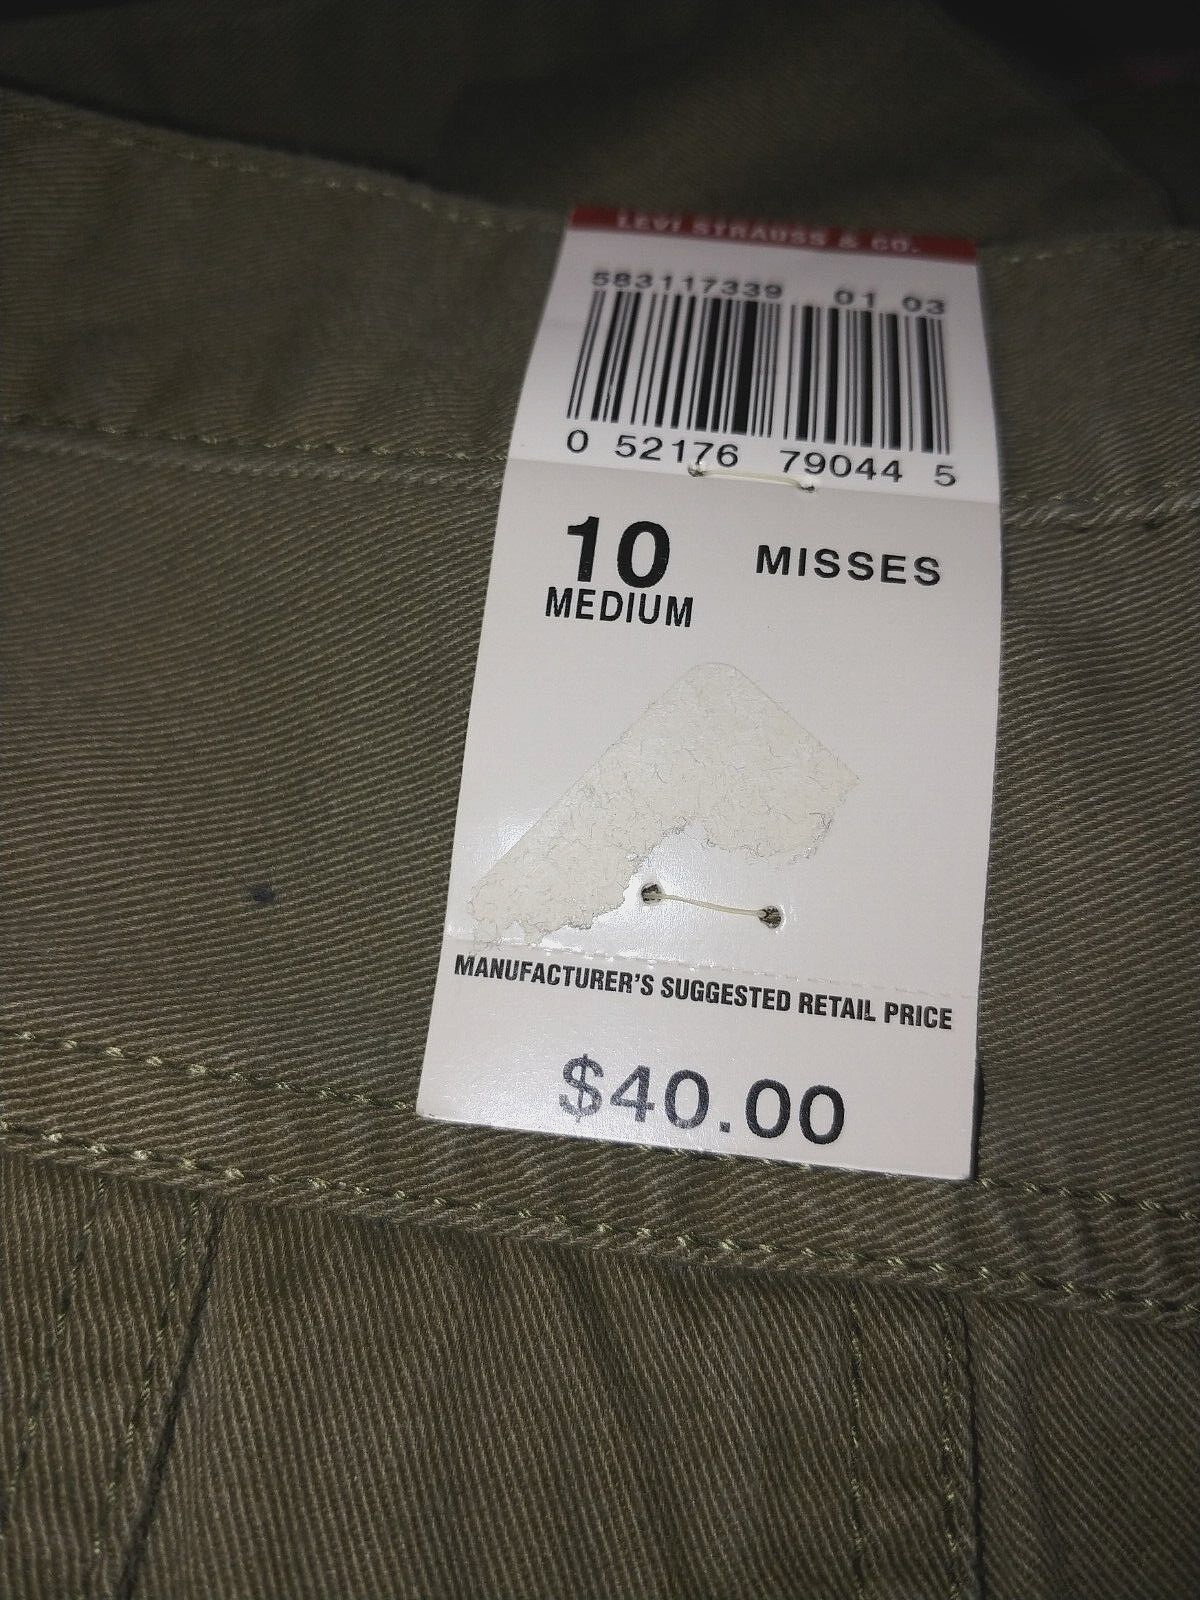 LEVI STRAUSS & CO.
583117339 01 03
0 52176 79044 5
10 MISSES
MEDIUM
MANUFACTURER'S SUGGESTED RETAIL PRICE
$40.00